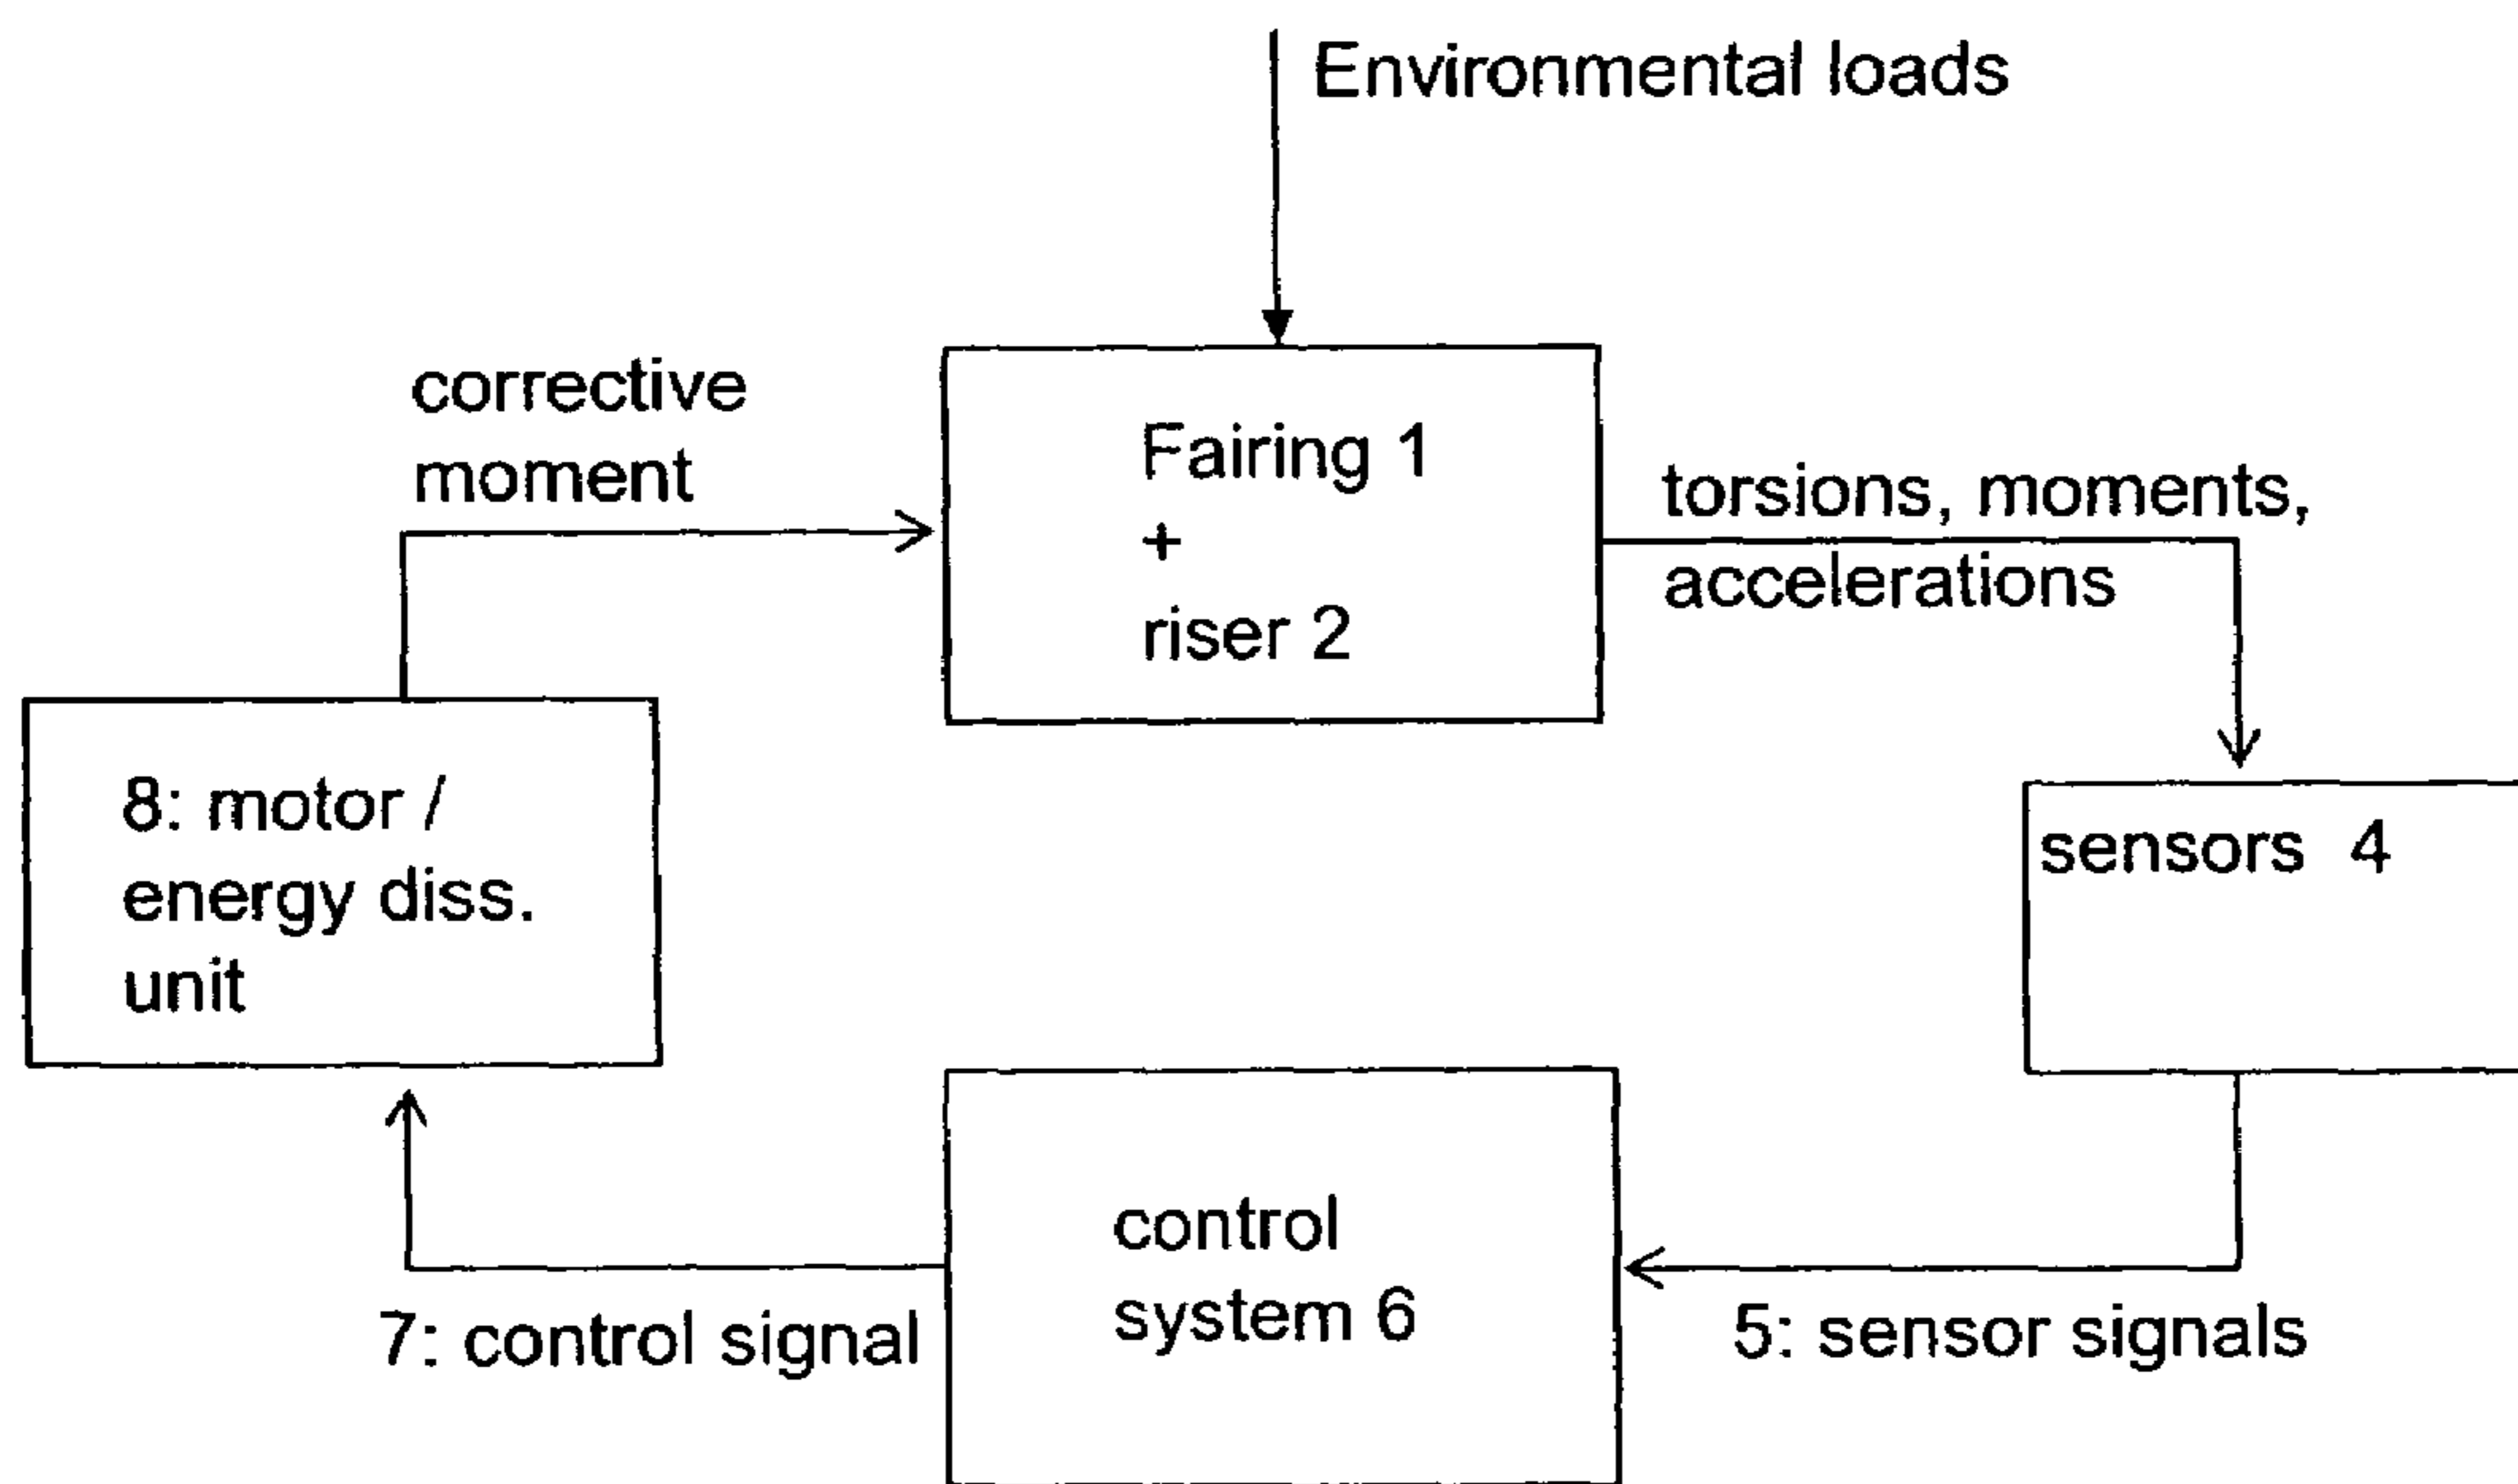 Environmental loads
corrective
moment
Fairing 1
+
riser 2
torsions, moments,
accelerations
8: motor /
energy diss.
unit
sensors 4
control
system 6
7: control signal
5: sensor signals